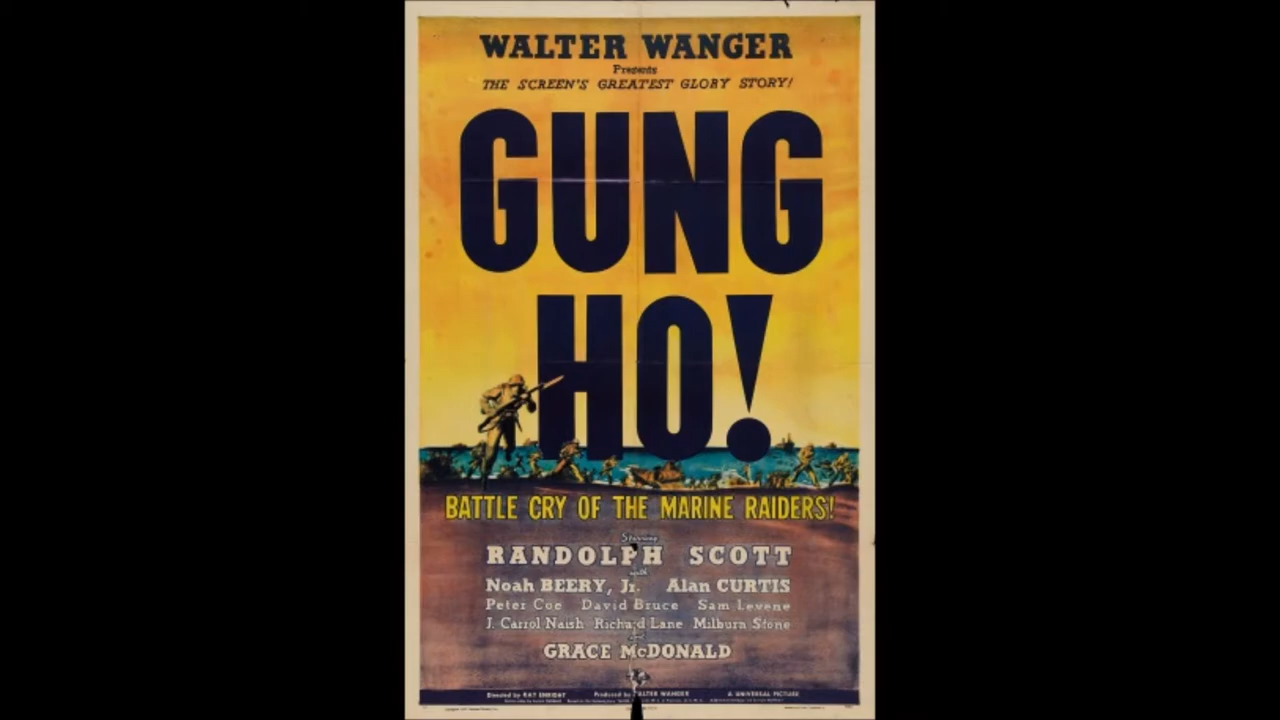 WALTER WANGER
Presents
THE SCREEN'S GREATEST GLORY STORY!
GUNG
HO!
BATTLE CRY OF THE MARINE RAIDERS!
Starring
RANDOLPH SCOTT
with
Noah BEERY, Jr. Alan CURTIS
Peter Coe David Bruce Sam Levene
J. Carrol Naish Richard Lane Milburn Stone
and
GRACE McDONALD
Directed by RAY ENRIGHT Produced by WALTER WANGER A UNIVERSAL PICTURE